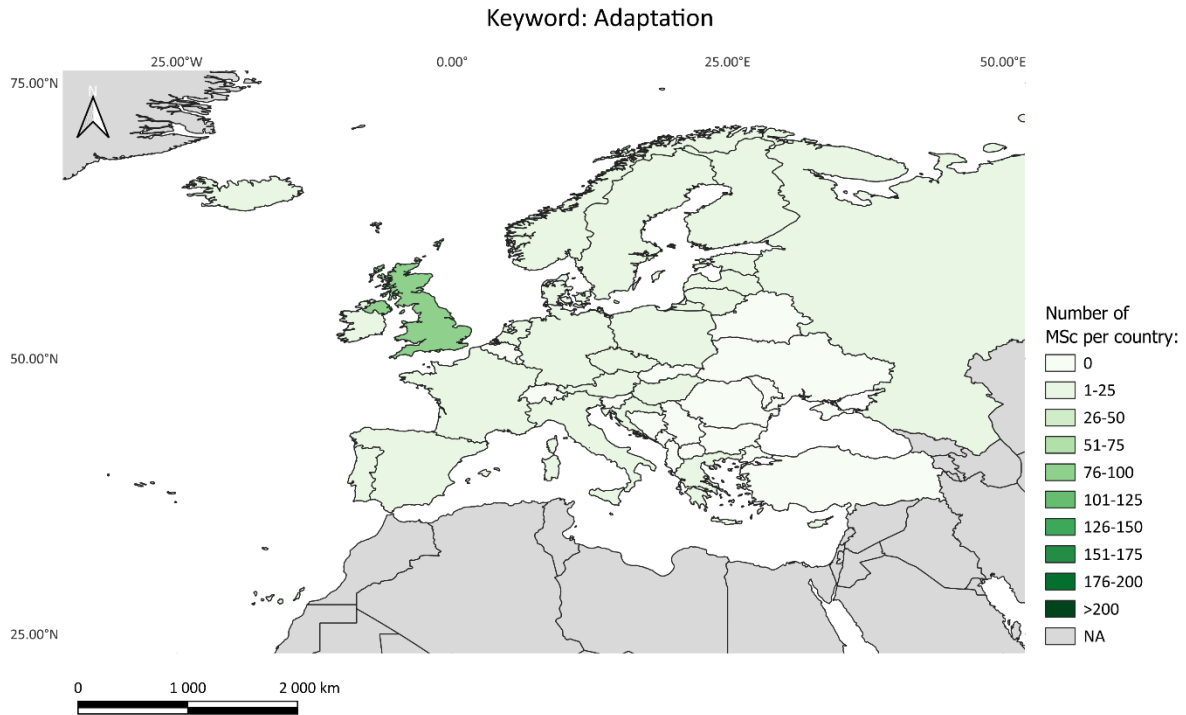 Keyword: Adaptation
25.00°W
0.00°
25.00°E
50.00°E
75.00°N
N
50.00°N
25.00°N
Number of
MSc per country:
0
1-25
26-50
51-75
76-100
101-125
126-150
151-175
176-200
>200
NA
0
1 000
2 000 km